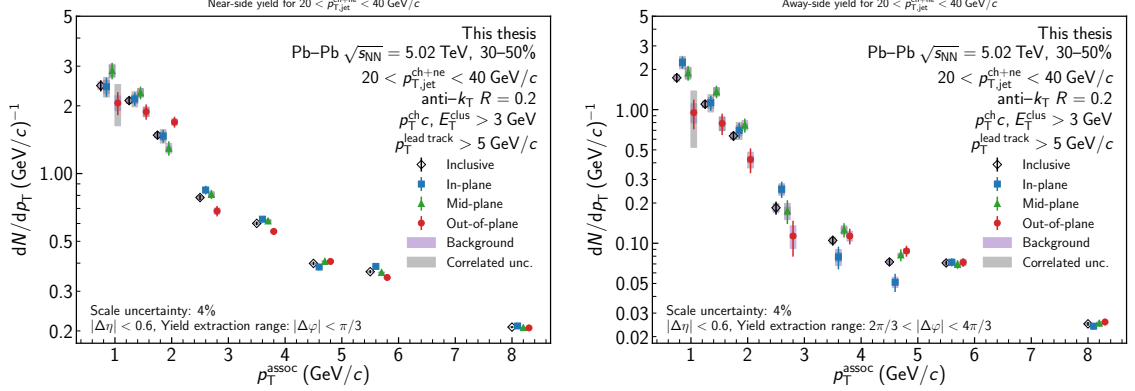 Near-side yield for 20 < p_T,jet^ch+ne < 40 GeV/c
5
3
2
1.00
0.5
0.3
0.2
dN/dp_T (GeV/c)^−1
This thesis
Pb–Pb √s_NN = 5.02 TeV, 30–50%
20 < p_T,jet^ch+ne < 40 GeV/c
anti–k_T R = 0.2
p_T^ch c, E_T^clus > 3 GeV
p_T^lead track > 5 GeV/c
Inclusive
In-plane
Mid-plane
Out-of-plane
Background
Correlated unc.
Scale uncertainty: 4%
|Δη| < 0.6, Yield extraction range: |Δφ| < π/3
1 2 3 4 5 6 7 8
p_T^assoc (GeV/c)
Away-side yield for 20 < p_T,jet^ch+ne < 40 GeV/c
5
3
2
1.00
0.5
0.3
0.2
0.10
0.05
0.03
0.02
dN/dp_T (GeV/c)^−1
This thesis
Pb–Pb √s_NN = 5.02 TeV, 30–50%
20 < p_T,jet^ch+ne < 40 GeV/c
anti–k_T R = 0.2
p_T^ch c, E_T^clus > 3 GeV
p_T^lead track > 5 GeV/c
Inclusive
In-plane
Mid-plane
Out-of-plane
Background
Correlated unc.
Scale uncertainty: 4%
|Δη| < 0.6, Yield extraction range: 2π/3 < |Δφ| < 4π/3
1 2 3 4 5 6 7 8
p_T^assoc (GeV/c)